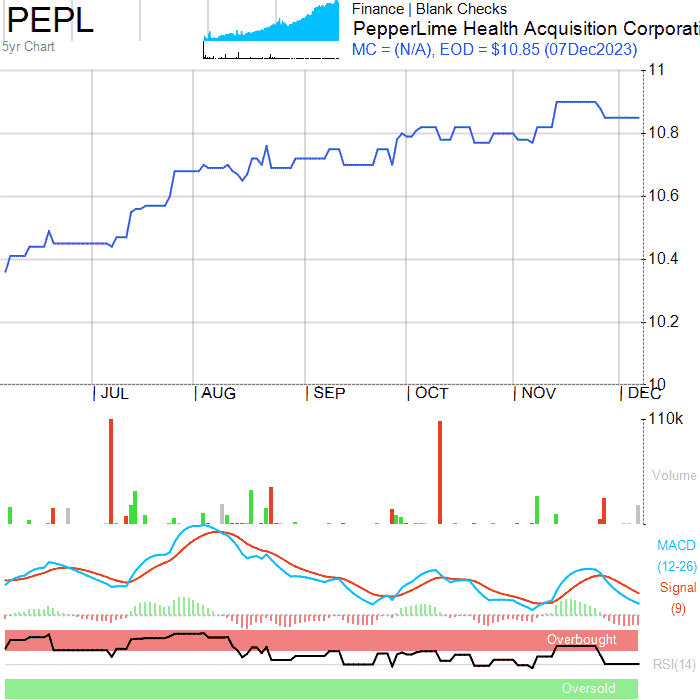 PEPL
5yr Chart
Finance | Blank Checks
PepperLime Health Acquisition Corporati
MC = (N/A), EOD = $10.85 (07Dec2023)
11
10.8
10.6
10.4
10.2
10
| JUL | AUG | SEP | OCT | NOV | DEC
110k
Volume
MACD
(12-26)
Signal
(9)
Overbought
RSI(14)
Oversold